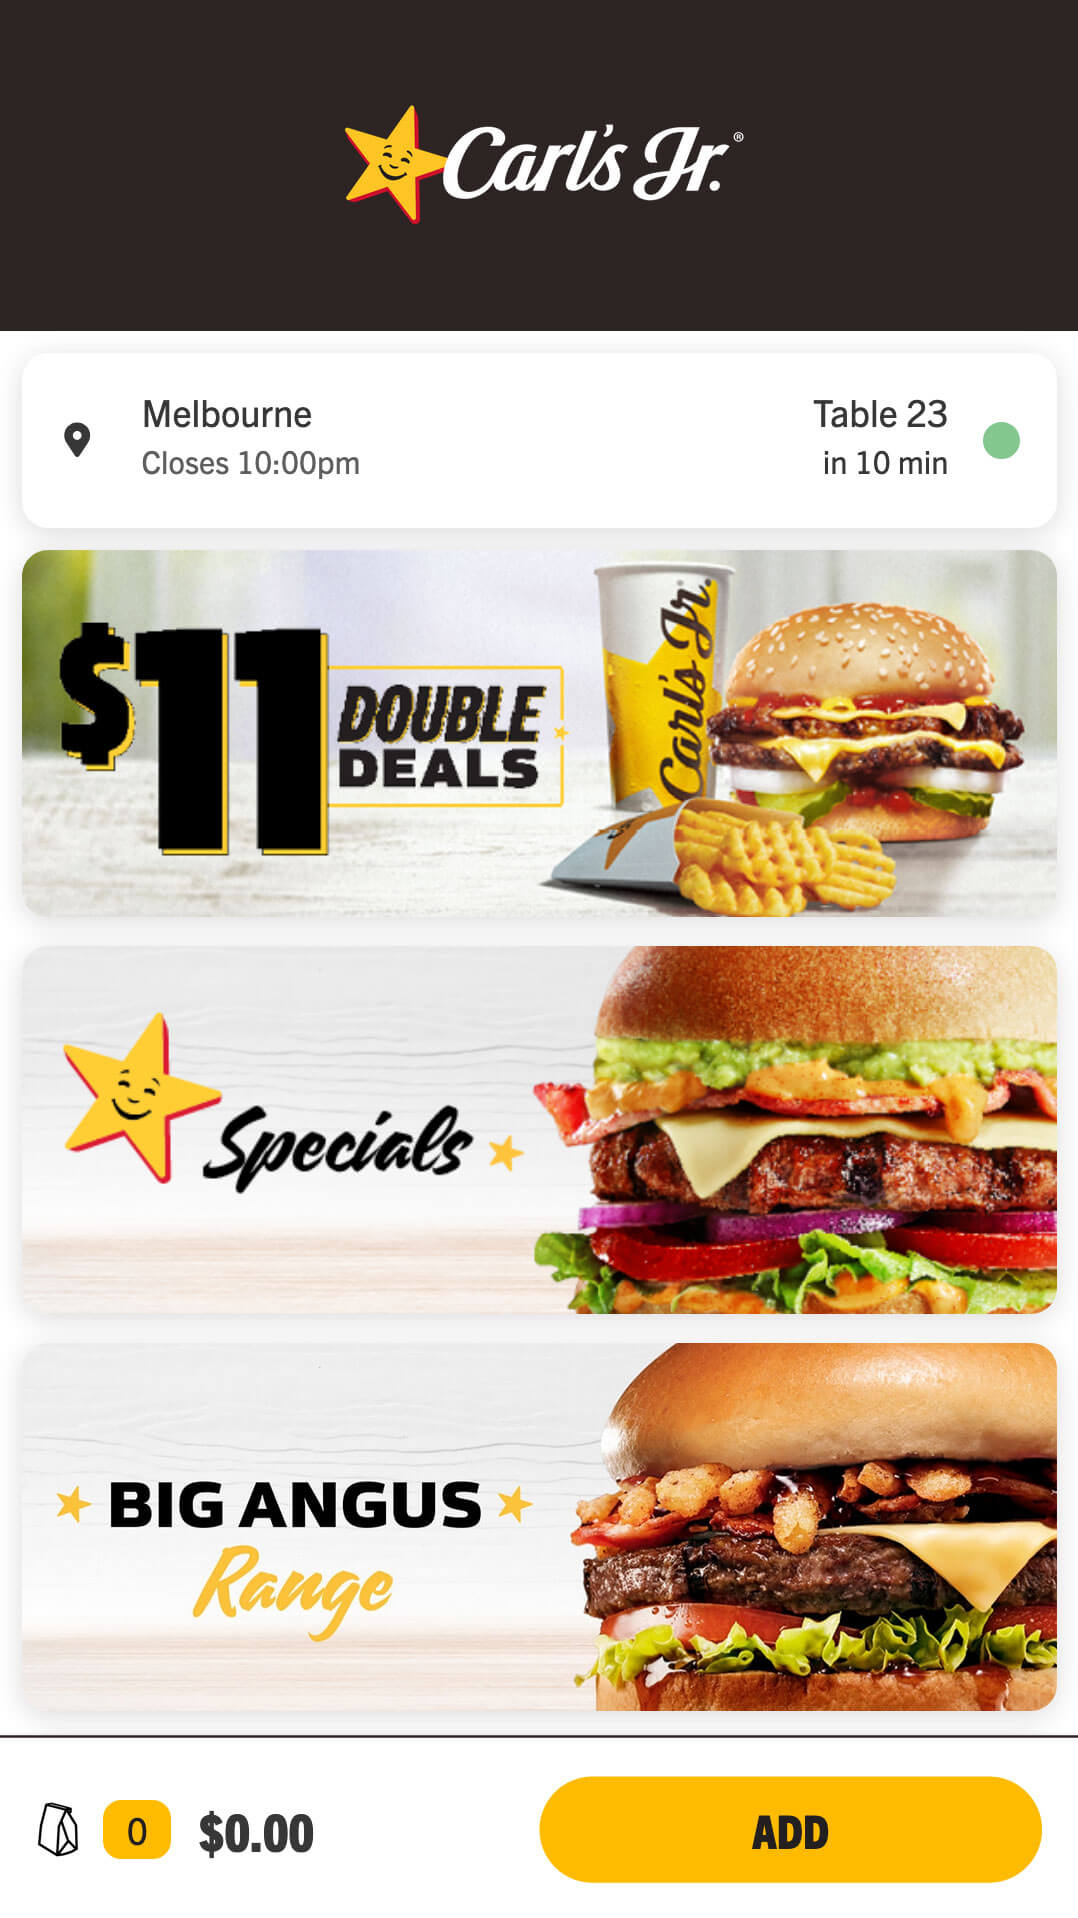 Carl's Jr.®
Melbourne
Closes 10:00pm
Table 23
in 10 min
$11
DOUBLE
DEALS
Carl's Jr.
Specials
BIG ANGUS
Range
0
$0.00
ADD